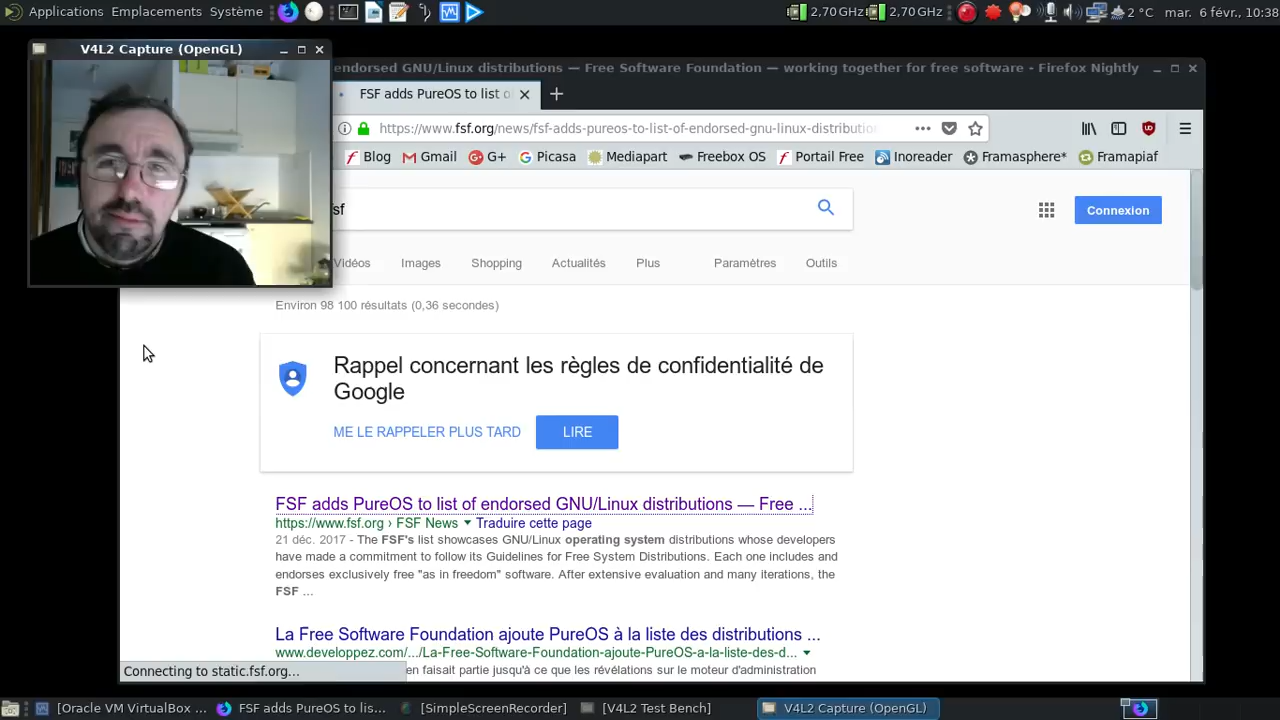 Applications Emplacements Système
2,70 GHz 2,70 GHz 2 °C mar. 6 févr., 10:38
V4L2 Capture (OpenGL)
endorsed GNU/Linux distributions — Free Software Foundation — working together for free software - Firefox Nightly
FSF adds PureOS to list o
https://www.fsf.org/news/fsf-adds-pureos-to-list-of-endorsed-gnu-linux-distributio
Blog Gmail G+ Picasa Mediapart Freebox OS Portail Free Inoreader Framasphere* Framapiaf
fsf
Connexion
Vidéos Images Shopping Actualités Plus Paramètres Outils
Environ 98 100 résultats (0,36 secondes)
Rappel concernant les règles de confidentialité de
Google
ME LE RAPPELER PLUS TARD LIRE
FSF adds PureOS to list of endorsed GNU/Linux distributions — Free ...
https://www.fsf.org › FSF News Traduire cette page
21 déc. 2017 - The FSF's list showcases GNU/Linux operating system distributions whose developers
have made a commitment to follow its Guidelines for Free System Distributions. Each one includes and
endorses exclusively free "as in freedom" software. After extensive evaluation and many iterations, the
FSF ...
La Free Software Foundation ajoute PureOS à la liste des distributions ...
www.developpez.com/.../La-Free-Software-Foundation-ajoute-PureOS-a-la-liste-des-d...
en faisait partie jusqu'à ce que les révélations sur le moteur d'administration
Connecting to static.fsf.org...
[Oracle VM VirtualBox ... FSF adds PureOS to lis... [SimpleScreenRecorder] [V4L2 Test Bench] V4L2 Capture (OpenGL)